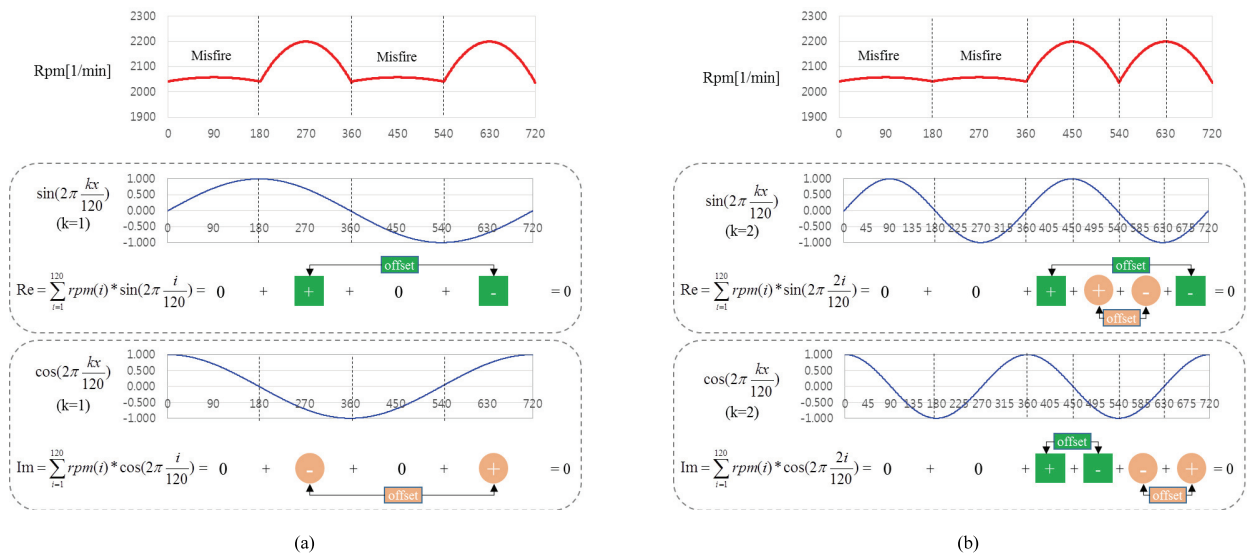 2300
2200
2100
2000
1900
Rpm[1/min]
Misfire
Misfire
0 90 180 270 360 450 540 630 720
sin(2π kx/120)
(k=1)
1.000
0.500
0.000
-0.500
-1.000
0 90 180 270 360 450 540 630 720
offset
Re = ∑_{i=1}^{120} rpm(i) * sin(2π i/120) = 0 + + + 0 + - = 0
cos(2π kx/120)
(k=1)
1.000
0.500
0.000
-0.500
-1.000
0 90 180 270 360 450 540 630 720
Im = ∑_{i=1}^{120} rpm(i) * cos(2π i/120) = 0 + - + 0 + + = 0
offset
(a)
2300
2200
2100
2000
1900
Rpm[1/min]
Misfire
Misfire
0 90 180 270 360 450 540 630 720
sin(2π kx/120)
(k=2)
1.000
0.500
0.000
-0.500
-1.000
0 45 90 135 180 225 270 315 360 405 450 495 540 585 630 675 720
offset
Re = ∑_{i=1}^{120} rpm(i) * sin(2π 2i/120) = 0 + 0 + + + + + - + - = 0
offset
cos(2π kx/120)
(k=2)
1.000
0.500
0.000
-0.500
-1.000
0 45 90 135 180 225 270 315 360 405 450 495 540 585 630 675 720
offset
Im = ∑_{i=1}^{120} rpm(i) * cos(2π 2i/120) = 0 + 0 + + + - + - + + = 0
offset
(b)